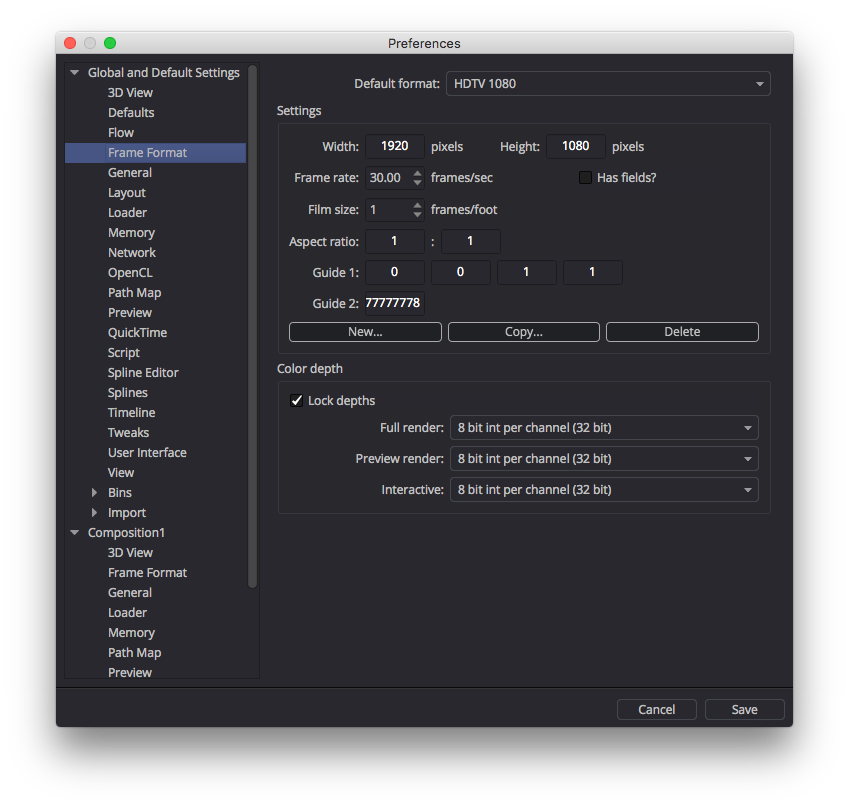 Preferences
Global and Default Settings
3D View
Defaults
Flow
Frame Format
General
Layout
Loader
Memory
Network
OpenCL
Path Map
Preview
QuickTime
Script
Spline Editor
Splines
Timeline
Tweaks
User Interface
View
Bins
Import
Composition1
3D View
Frame Format
General
Loader
Memory
Path Map
Preview
Default format: HDTV 1080
Settings
Width: 1920 pixels Height: 1080 pixels
Frame rate: 30.00 frames/sec Has fields?
Film size: 1 frames/foot
Aspect ratio: 1 : 1
Guide 1: 0 0 1 1
Guide 2: 77777778
New... Copy... Delete
Color depth
Lock depths
Full render: 8 bit int per channel (32 bit)
Preview render: 8 bit int per channel (32 bit)
Interactive: 8 bit int per channel (32 bit)
Cancel Save